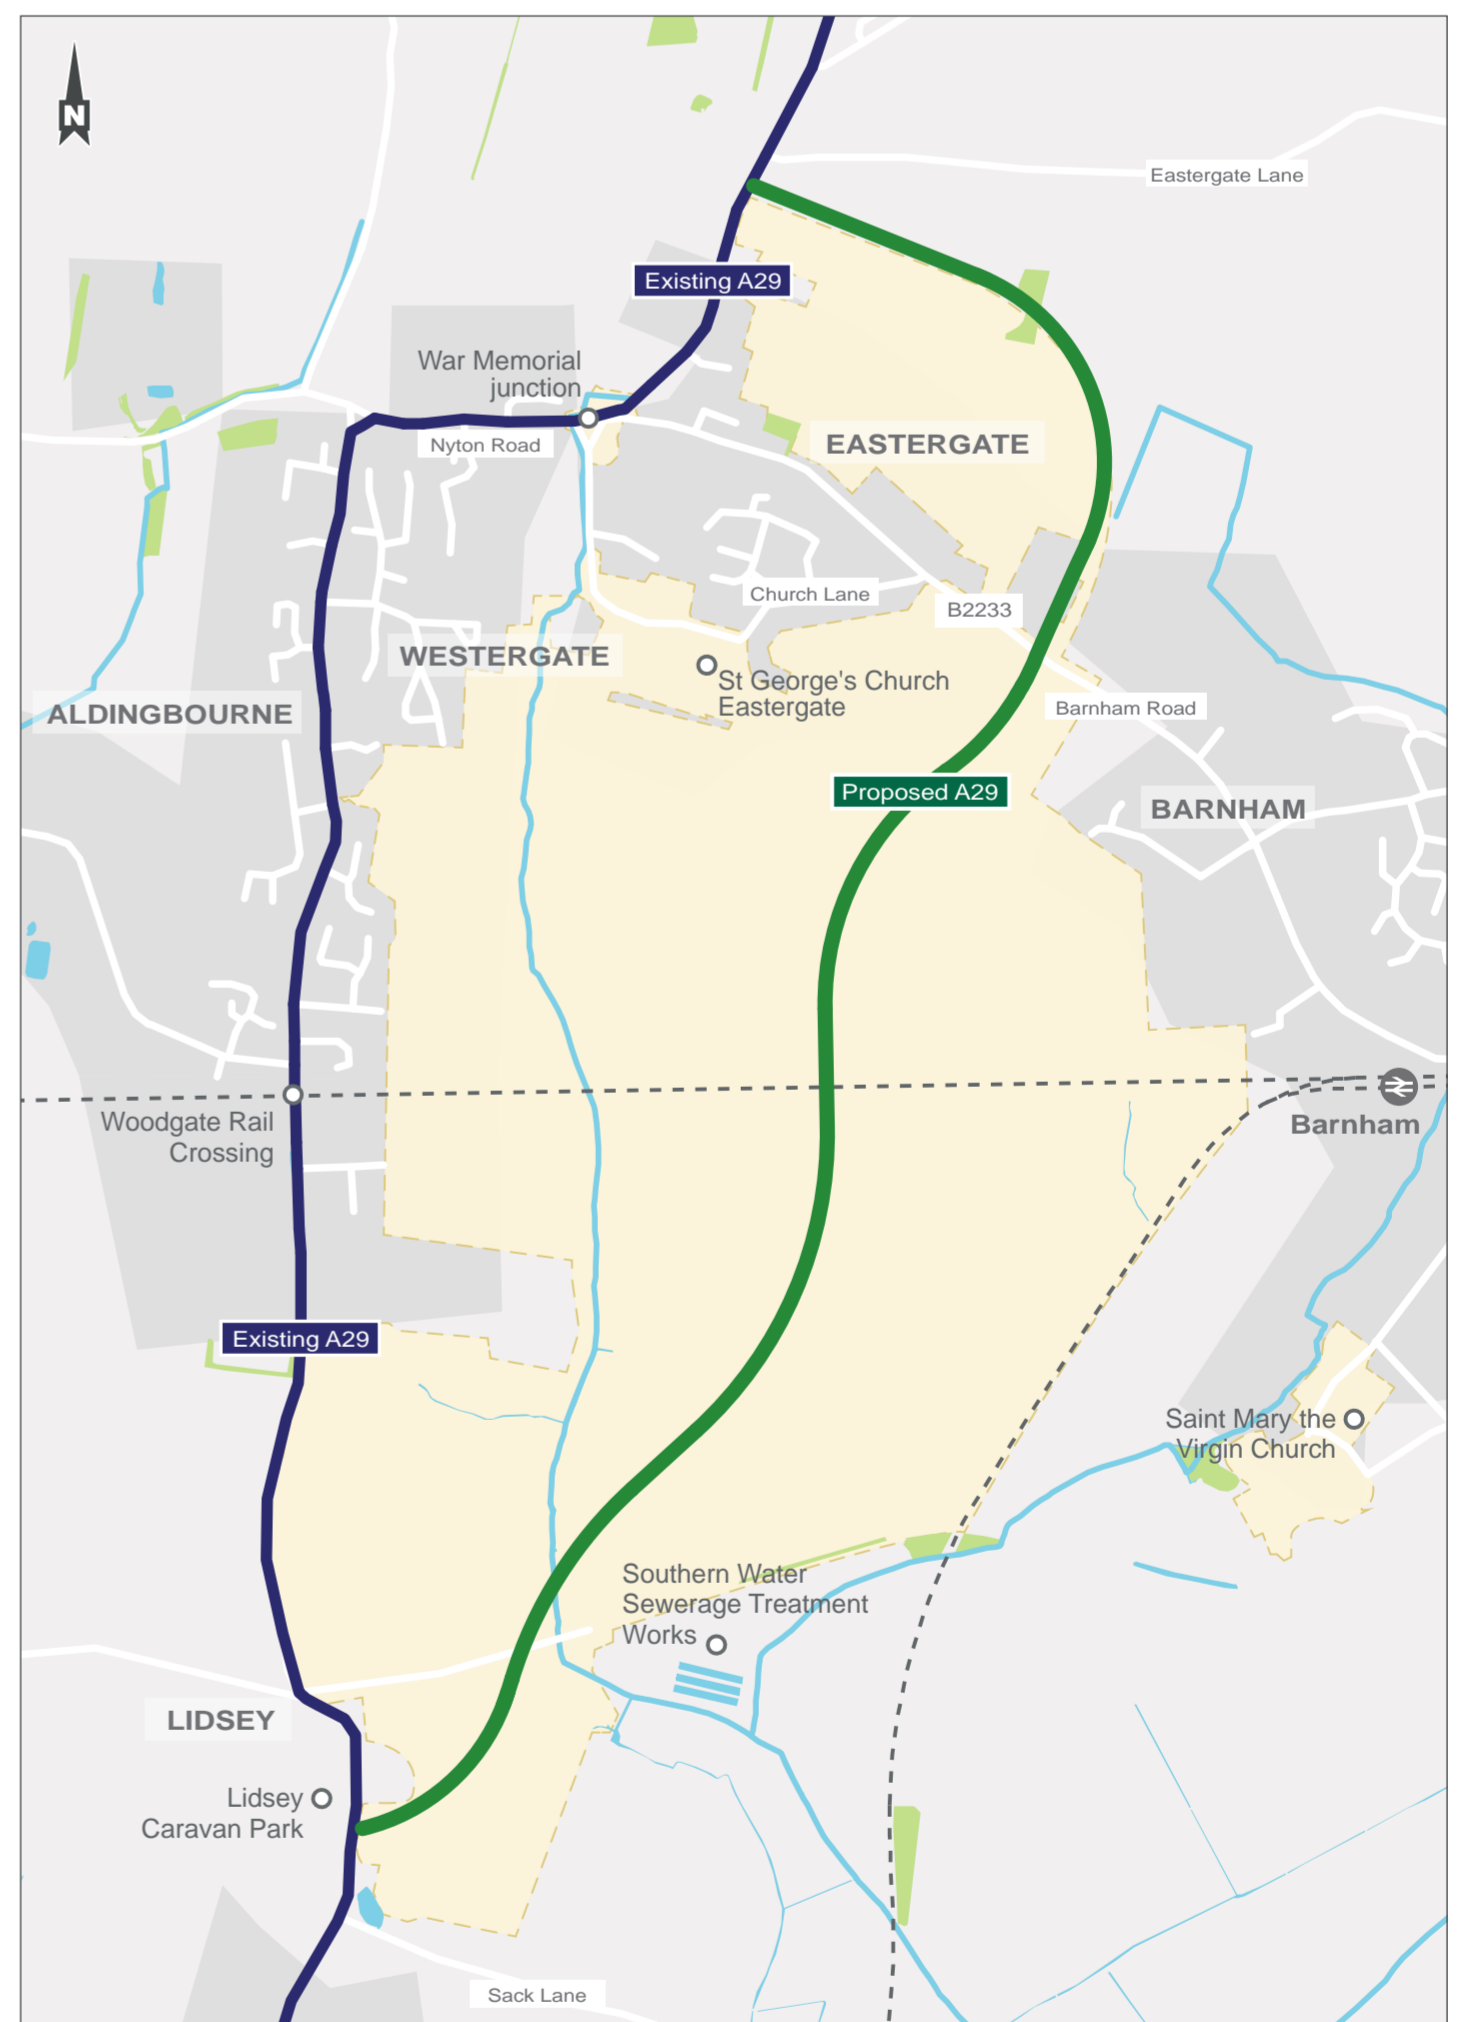 N
Eastergate Lane
Existing A29
War Memorial
junction
Nyton Road
EASTERGATE
Church Lane
B2233
WESTERGATE
St George's Church
Eastergate
Barnham Road
ALDINGBOURNE
Proposed A29
BARNHAM
Woodgate Rail
Crossing
Barnham
Existing A29
Saint Mary the
Virgin Church
Southern Water
Sewerage Treatment
Works
LIDSEY
Lidsey
Caravan Park
Sack Lane